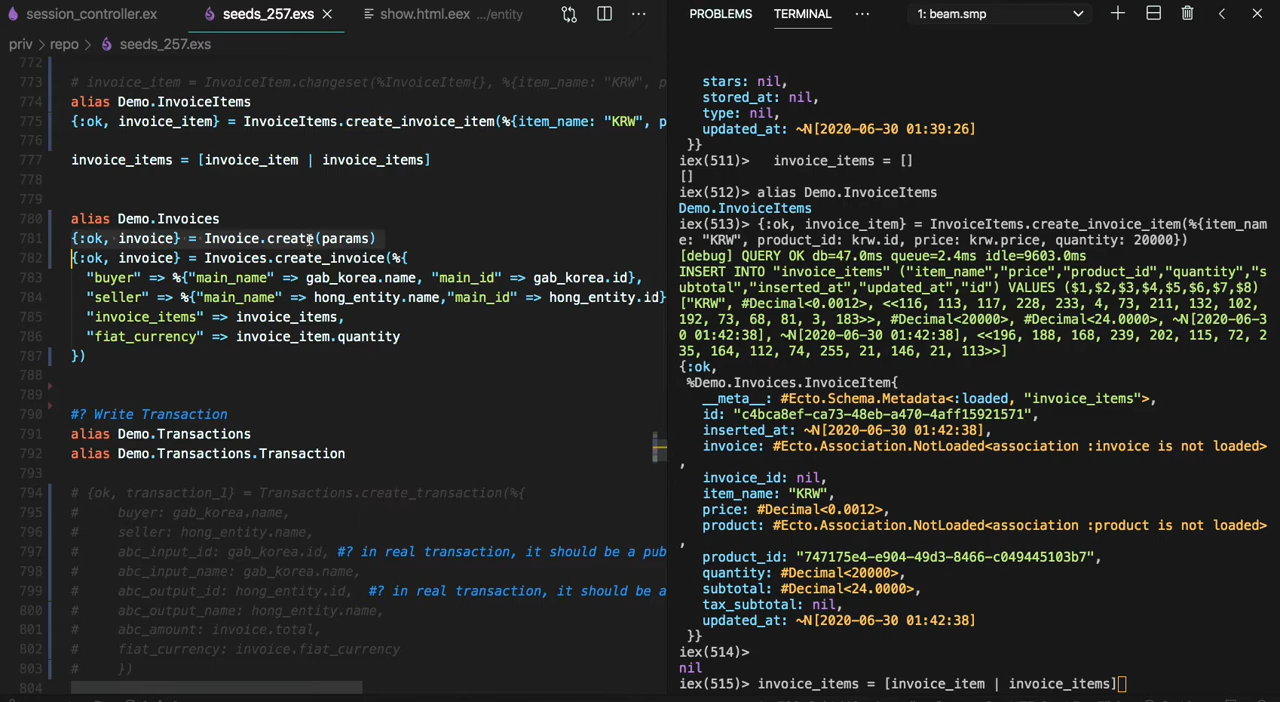 session_controller.ex seeds_257.exs show.html.eex .../entity
priv > repo > seeds_257.exs
772
773 # invoice_item = InvoiceItem.changeset(%InvoiceItem{}, %{item_name: "KRW", p
774 alias Demo.InvoiceItems
775 {:ok, invoice_item} = InvoiceItems.create_invoice_item(%{item_name: "KRW", p
776
777 invoice_items = [invoice_item | invoice_items]
778
779
780 alias Demo.Invoices
781 {:ok, invoice} = Invoice.create(params)
782 {:ok, invoice} = Invoices.create_invoice(%{
783 "buyer" => %{"main_name" => gab_korea.name, "main_id" => gab_korea.id},
784 "seller" => %{"main_name" => hong_entity.name,"main_id" => hong_entity.id}
785 "invoice_items" => invoice_items,
786 "fiat_currency" => invoice_item.quantity
787 })
788
789
790 #? Write Transaction
791 alias Demo.Transactions
792 alias Demo.Transactions.Transaction
793
794 # {ok, transaction_1} = Transactions.create_transaction(%{
795 # buyer: gab_korea.name,
796 # seller: hong_entity.name,
797 # abc_input_id: gab_korea.id, #? in real transaction, it should be a pub
798 # abc_input_name: gab_korea.name,
799 # abc_output_id: hong_entity.id, #? in real transaction, it should be a
800 # abc_output_name: hong_entity.name,
801 # abc_amount: invoice.total,
802 # fiat_currency: invoice.fiat_currency
803 # })
804
PROBLEMS TERMINAL ... 1: beam.smp
stars: nil,
stored_at: nil,
type: nil,
updated_at: ~N[2020-06-30 01:39:26]
}}
iex(511)> invoice_items = []
[]
iex(512)> alias Demo.InvoiceItems
Demo.InvoiceItems
iex(513)> {:ok, invoice_item} = InvoiceItems.create_invoice_item(%{item_nam
e: "KRW", product_id: krw.id, price: krw.price, quantity: 20000})
[debug] QUERY OK db=47.0ms queue=2.4ms idle=9603.0ms
INSERT INTO "invoice_items" ("item_name","price","product_id","quantity","s
ubtotal","inserted_at","updated_at","id") VALUES ($1,$2,$3,$4,$5,$6,$7,$8)
["KRW", #Decimal<0.0012>, <<116, 113, 117, 228, 233, 4, 73, 211, 132, 102,
192, 73, 68, 81, 3, 183>>, #Decimal<20000>, #Decimal<24.0000>, ~N[2020-06-3
0 01:42:38], ~N[2020-06-30 01:42:38], <<196, 188, 168, 239, 202, 115, 72, 2
35, 164, 112, 74, 255, 21, 146, 21, 113>>]
{:ok,
%Demo.Invoices.InvoiceItem{
__meta__: #Ecto.Schema.Metadata<:loaded, "invoice_items">,
id: "c4bca8ef-ca73-48eb-a470-4aff15921571",
inserted_at: ~N[2020-06-30 01:42:38],
invoice: #Ecto.Association.NotLoaded<association :invoice is not loaded>
,
invoice_id: nil,
item_name: "KRW",
price: #Decimal<0.0012>,
product: #Ecto.Association.NotLoaded<association :product is not loaded>
,
product_id: "747175e4-e904-49d3-8466-c049445103b7",
quantity: #Decimal<20000>,
subtotal: #Decimal<24.0000>,
tax_subtotal: nil,
updated_at: ~N[2020-06-30 01:42:38]
}}
iex(514)>
nil
iex(515)> invoice_items = [invoice_item | invoice_items]